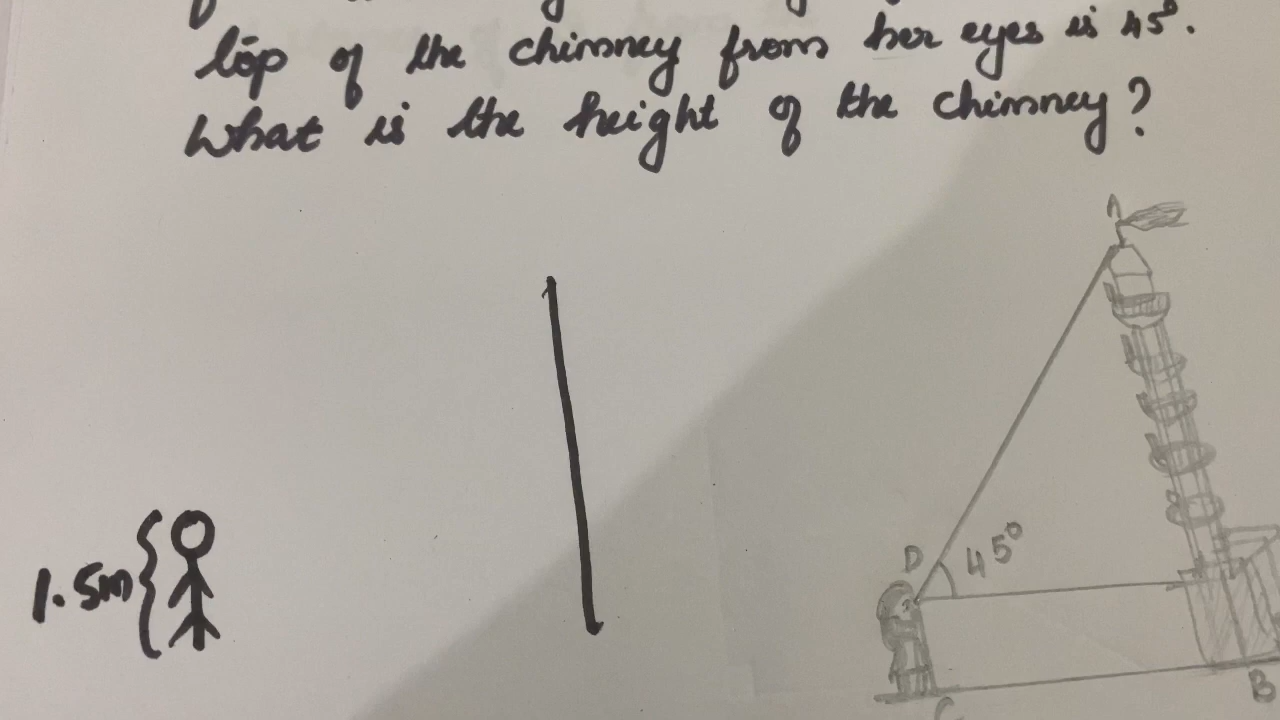 top of the chimney from her eyes is 45°.
What is the height of the chimney?
A
1.5m
D
45°
B
C